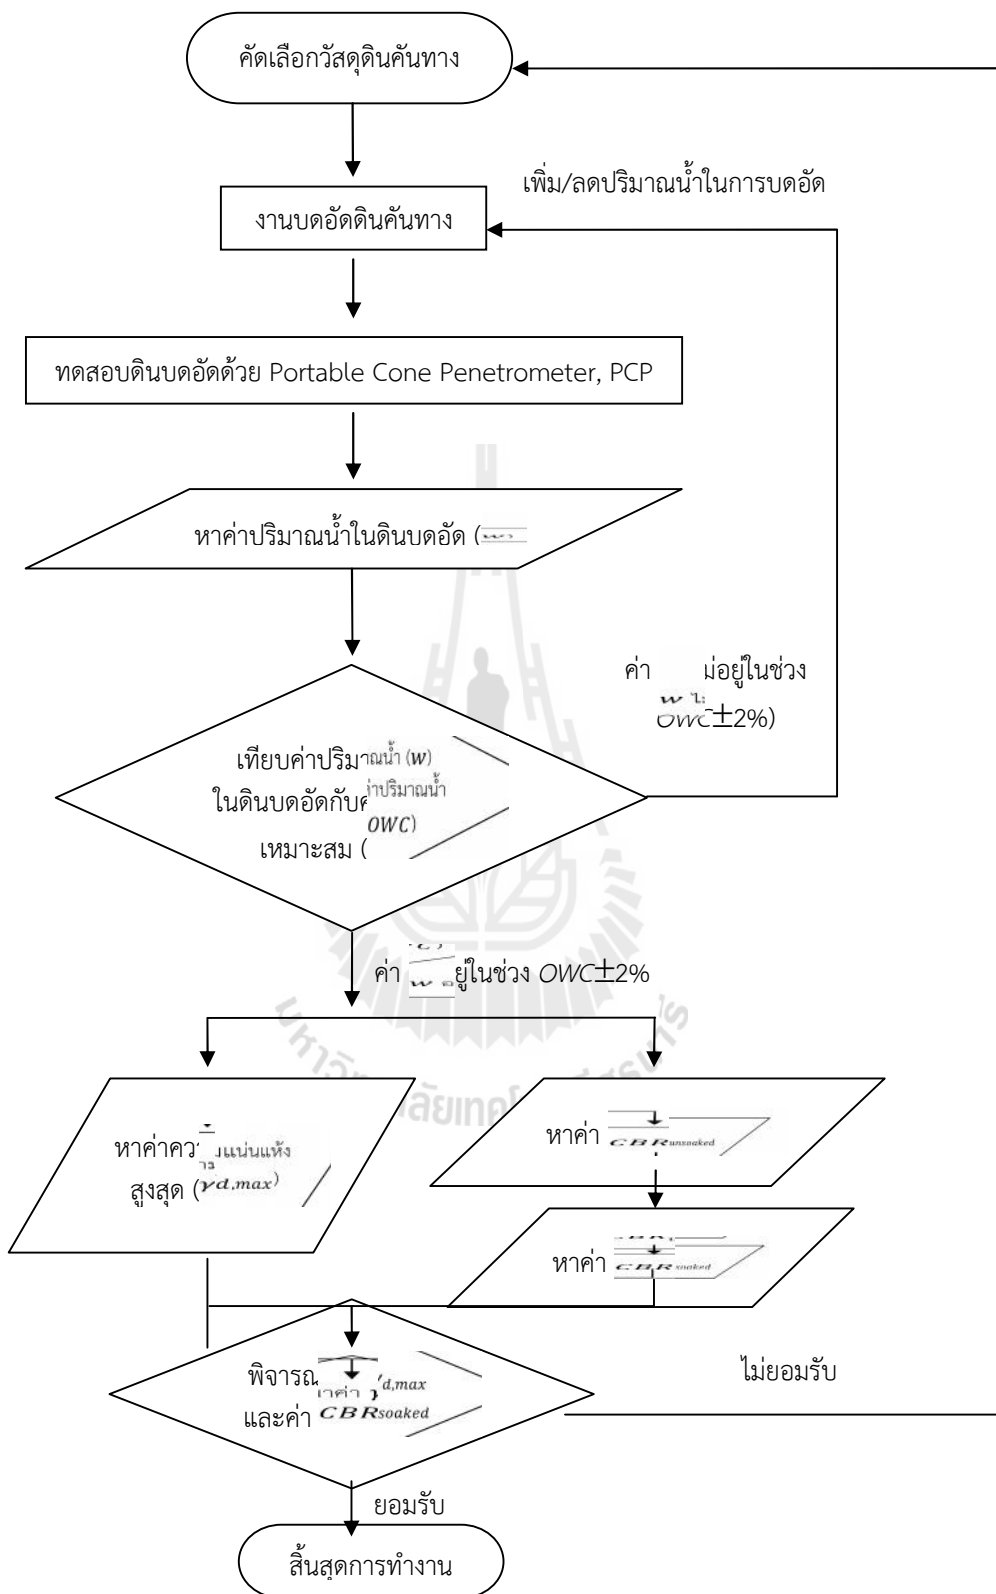 คัดเลือกวัสดุดินคันทาง
เพิ่ม/ลดปริมาณน้ำในการบดอัด
งานบดอัดดินคันทาง
ทดสอบดินบดอัดด้วย Portable Cone Penetrometer, PCP
หาค่าปริมาณน้ำในดินบดอัด (
ค่า w ไม่อยู่ในช่วง
OWC±2%)
เทียบค่าปริมาณน้ำ (w)
ในดินบดอัดกับค่าปริมาณน้ำ
เหมาะสม (OWC)
ค่า w อยู่ในช่วง OWC±2%
หาค่าความแน่นแห้ง
สูงสุด (γd,max)
หาค่า CBRunsoaked
หาค่า CBRsoaked
พิจารณาค่า γd,max
และค่า CBRsoaked
ไม่ยอมรับ
ยอมรับ
สิ้นสุดการทำงาน